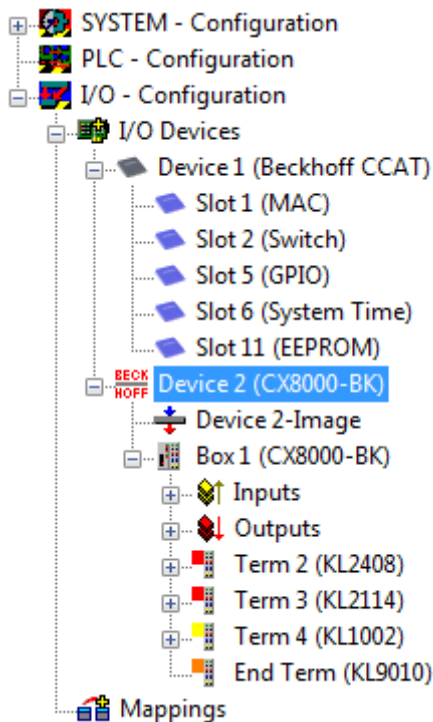 SYSTEM - Configuration
PLC - Configuration
I/O - Configuration
I/O Devices
Device 1 (Beckhoff CCAT)
Slot 1 (MAC)
Slot 2 (Switch)
Slot 5 (GPIO)
Slot 6 (System Time)
Slot 11 (EEPROM)
BECK
HOFF
Device 2 (CX8000-BK)
Device 2-Image
Box 1 (CX8000-BK)
Inputs
Outputs
Term 2 (KL2408)
Term 3 (KL2114)
Term 4 (KL1002)
End Term (KL9010)
Mappings